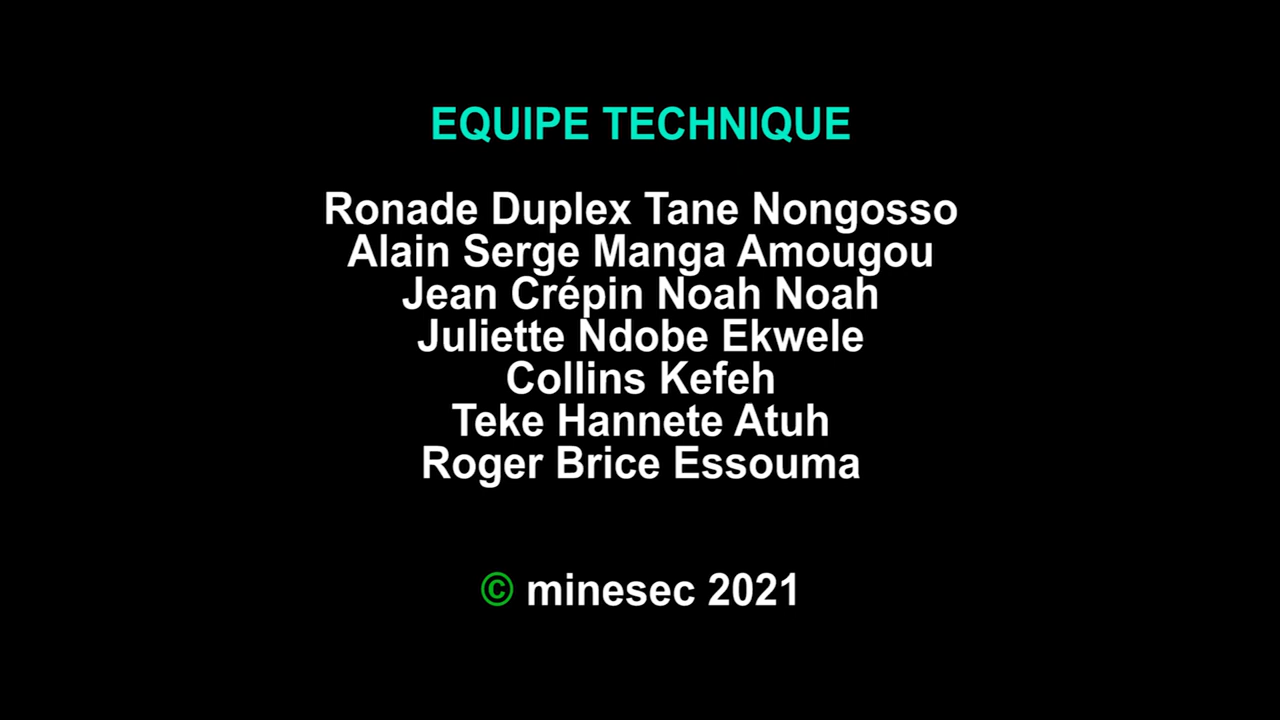 EQUIPE TECHNIQUE
Ronade Duplex Tane Nongosso
Alain Serge Manga Amougou
Jean Crépin Noah Noah
Juliette Ndobe Ekwele
Collins Kefeh
Teke Hannete Atuh
Roger Brice Essouma
© minesec 2021